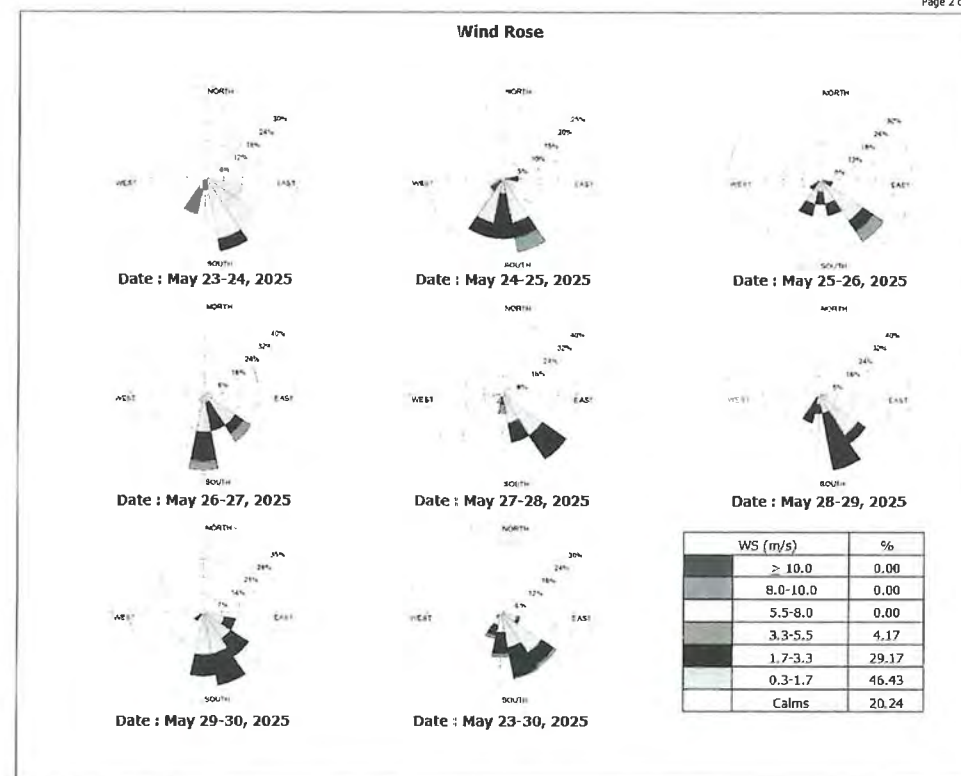 Page 2 o
Wind Rose
NORTH
30%
24%
18%
12%
6%
WEST
EAST
SOUTH
Date : May 23-24, 2025
NORTH
25%
20%
15%
10%
5%
WEST
EAST
SOUTH
Date : May 24-25, 2025
NORTH
30%
24%
18%
12%
6%
WEST
EAST
SOUTH
Date : May 25-26, 2025
NORTH
40%
32%
24%
16%
8%
WEST
EAST
SOUTH
Date : May 26-27, 2025
NORTH
40%
32%
24%
16%
8%
WEST
EAST
SOUTH
Date : May 27-28, 2025
NORTH
40%
32%
24%
16%
8%
WEST
EAST
SOUTH
Date : May 28-29, 2025
NORTH
35%
28%
21%
14%
7%
WEST
EAST
SOUTH
Date : May 29-30, 2025
NORTH
30%
24%
18%
12%
6%
WEST
EAST
SOUTH
Date : May 23-30, 2025
WS (m/s) %
≥ 10.0 0.00
8.0-10.0 0.00
5.5-8.0 0.00
3.3-5.5 4.17
1.7-3.3 29.17
0.3-1.7 46.43
Calms 20.24